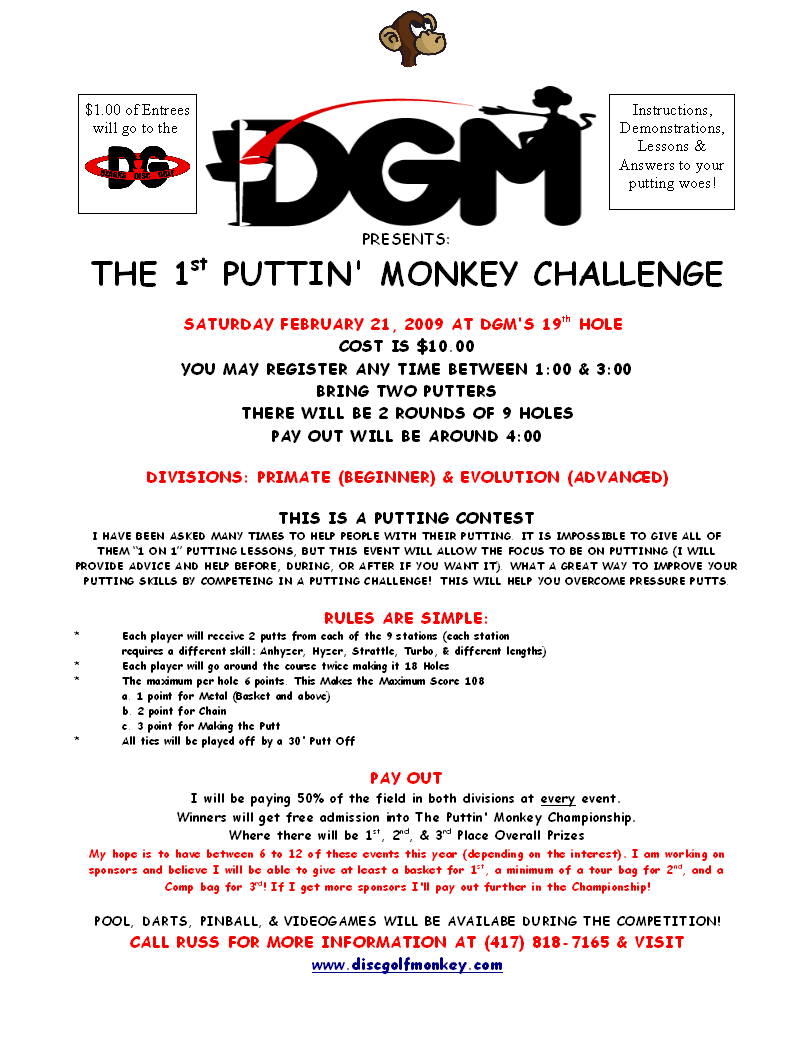 $1.00 of Entrees
will go to the
DG
OZARKS DISC GOLF
DGM
Instructions,
Demonstrations,
Lessons &
Answers to your
putting woes!
PRESENTS:
THE 1st PUTTIN' MONKEY CHALLENGE
SATURDAY FEBRUARY 21, 2009 AT DGM'S 19th HOLE
COST IS $10.00
YOU MAY REGISTER ANY TIME BETWEEN 1:00 & 3:00
BRING TWO PUTTERS
THERE WILL BE 2 ROUNDS OF 9 HOLES
PAY OUT WILL BE AROUND 4:00
DIVISIONS: PRIMATE (BEGINNER) & EVOLUTION (ADVANCED)
THIS IS A PUTTING CONTEST
I HAVE BEEN ASKED MANY TIMES TO HELP PEOPLE WITH THEIR PUTTING. IT IS IMPOSSIBLE TO GIVE ALL OF
THEM "1 ON 1" PUTTING LESSONS, BUT THIS EVENT WILL ALLOW THE FOCUS TO BE ON PUTTINNG (I WILL
PROVIDE ADVICE AND HELP BEFORE, DURING, OR AFTER IF YOU WANT IT). WHAT A GREAT WAY TO IMPROVE YOUR
PUTTING SKILLS BY COMPETEING IN A PUTTING CHALLENGE! THIS WILL HELP YOU OVERCOME PRESSURE PUTTS.
RULES ARE SIMPLE:
* Each player will receive 2 putts from each of the 9 stations (each station
requires a different skill: Anhyzer, Hyzer, Strattle, Turbo, & different lengths)
* Each player will go around the course twice making it 18 Holes
* The maximum per hole 6 points. This Makes the Maximum Score 108
a. 1 point for Metal (Basket and above)
b. 2 point for Chain
c. 3 point for Making the Putt
* All ties will be played off by a 30' Putt Off
PAY OUT
I will be paying 50% of the field in both divisions at every event.
Winners will get free admission into The Puttin' Monkey Championship.
Where there will be 1st, 2nd, & 3rd Place Overall Prizes
My hope is to have between 6 to 12 of these events this year (depending on the interest). I am working on
sponsors and believe I will be able to give at least a basket for 1st, a minimum of a tour bag for 2nd, and a
Comp bag for 3rd! If I get more sponsors I'll pay out further in the Championship!
POOL, DARTS, PINBALL, & VIDEOGAMES WILL BE AVAILABE DURING THE COMPETITION!
CALL RUSS FOR MORE INFORMATION AT (417) 818-7165 & VISIT
www.discgolfmonkey.com